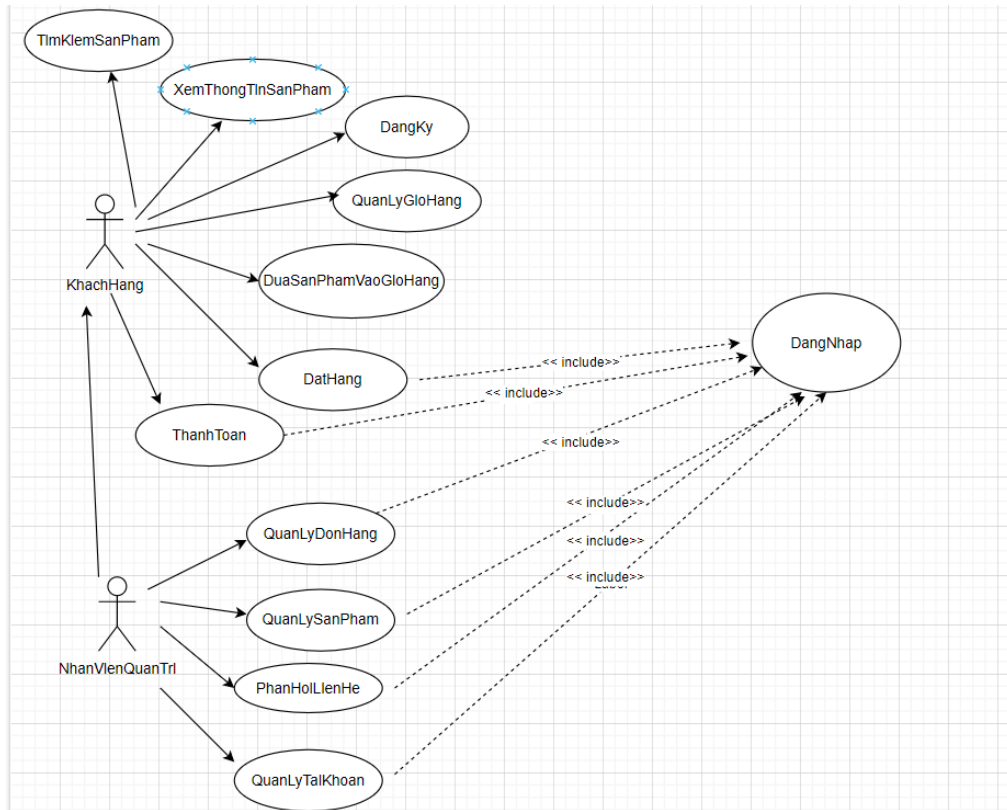 TImKIemSanPham
XemThongTInSanPham
DangKy
QuanLyGIoHang
KhachHang
DuaSanPhamVaoGIoHang
DangNhap
<< include>>
DatHang
<< include>>
ThanhToan
<< include>>
<< include>>
QuanLyDonHang
<< include>>
<< include>>
QuanLySanPham
NhanVIenQuanTrI
PhanHoILIenHe
QuanLyTaIKhoan